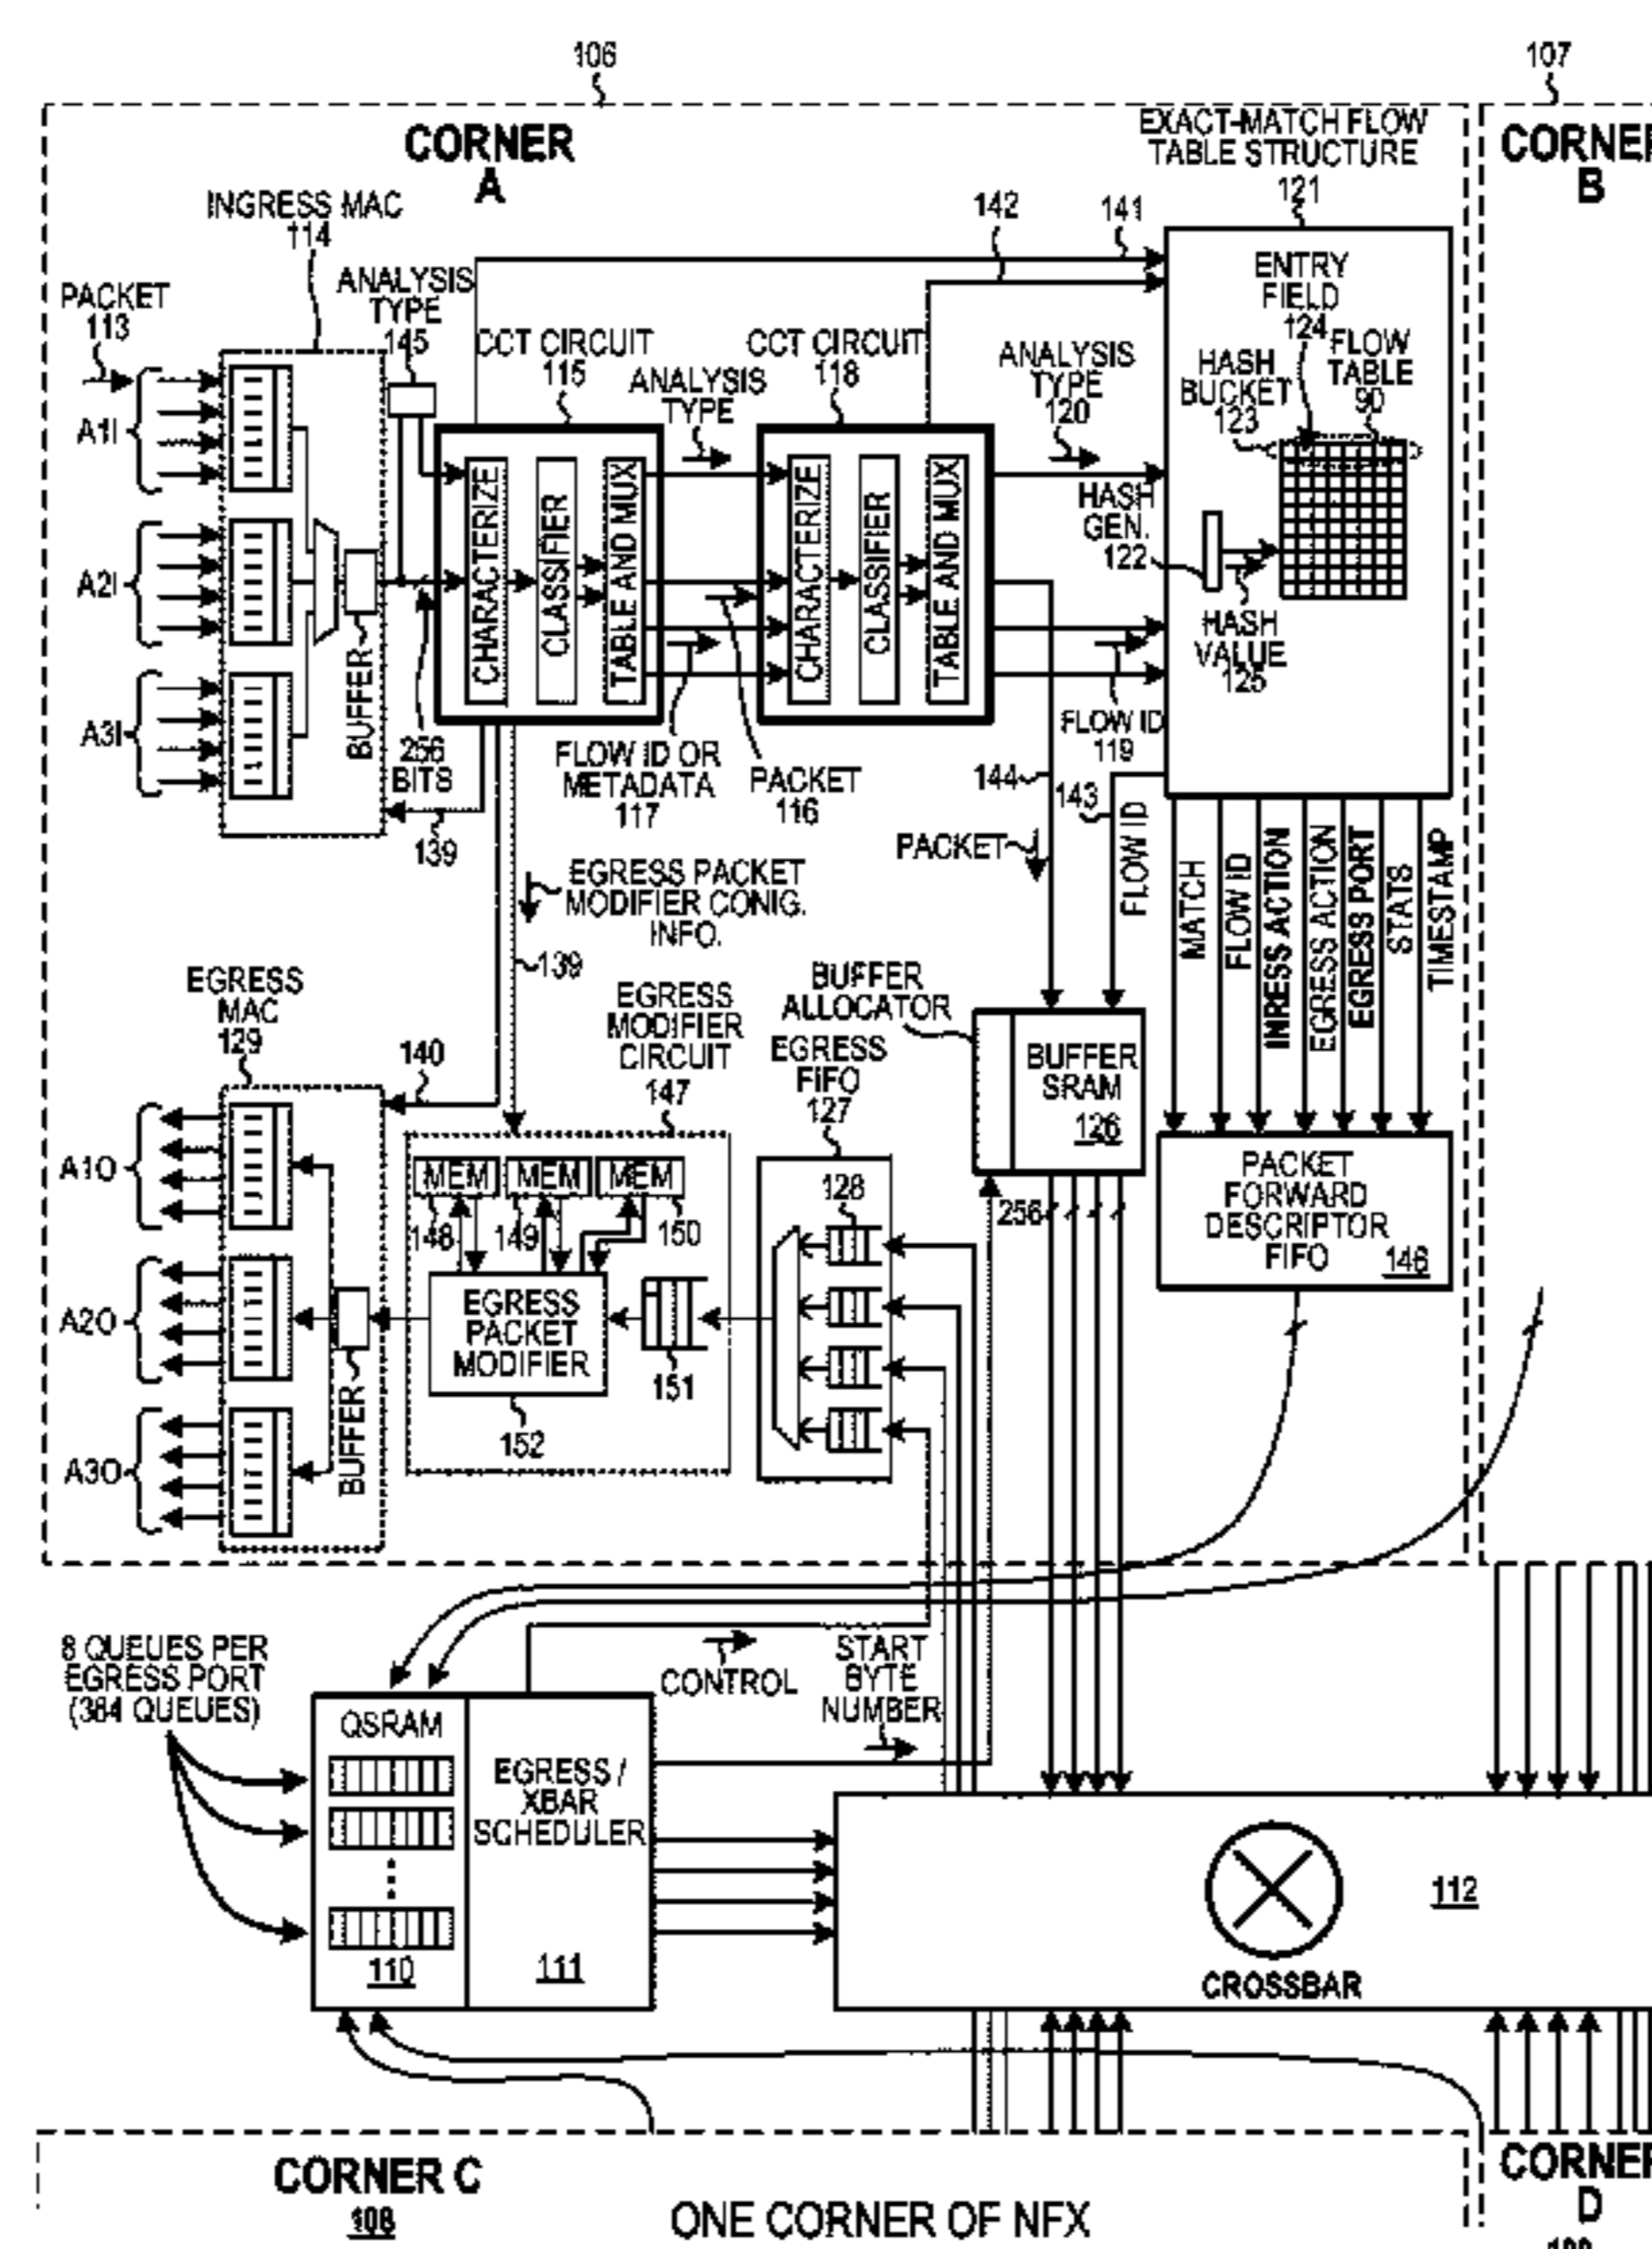 106
107
CORNER
A
EXACT-MATCH FLOW
TABLE STRUCTURE
121
CORNER
B
INGRESS MAC
114
142
141
PACKET
113
ANALYSIS
TYPE
145
CCT CIRCUIT
115
ANALYSIS
TYPE
CCT CIRCUIT
118
ANALYSIS
TYPE
120
ENTRY
FIELD
124
HASH
BUCKET
123
FLOW
TABLE
90
A1I
A2I
A3I
BUFFER
CHARACTERIZE
CLASSIFIER
TABLE AND MUX
CHARACTERIZE
CLASSIFIER
TABLE AND MUX
HASH
GEN.
122
HASH
VALUE
125
256
BITS
139
FLOW ID OR
METADATA
117
PACKET
116
FLOW ID
119
144
143
PACKET
FLOW ID
EGRESS PACKET
MODIFIER CONIG.
INFO.
139
MATCH
FLOW ID
INRESS ACTION
EGRESS ACTION
EGRESS PORT
STATS
TIMESTAMP
EGRESS
MAC
129
140
EGRESS
MODIFIER
CIRCUIT
147
BUFFER
ALLOCATOR
EGRESS
FIFO
127
BUFFER
SRAM
126
A1O
A2O
A3O
BUFFER
MEM
MEM
MEM
148
149
150
128
256
PACKET
FORWARD
DESCRIPTOR
FIFO
146
EGRESS
PACKET
MODIFIER
151
152
8 QUEUES PER
EGRESS PORT
(384 QUEUES)
CONTROL
START
BYTE
NUMBER
QSRAM
110
EGRESS /
XBAR
SCHEDULER
111
112
CROSSBAR
CORNER C
108
ONE CORNER OF NFX
CORNER
D